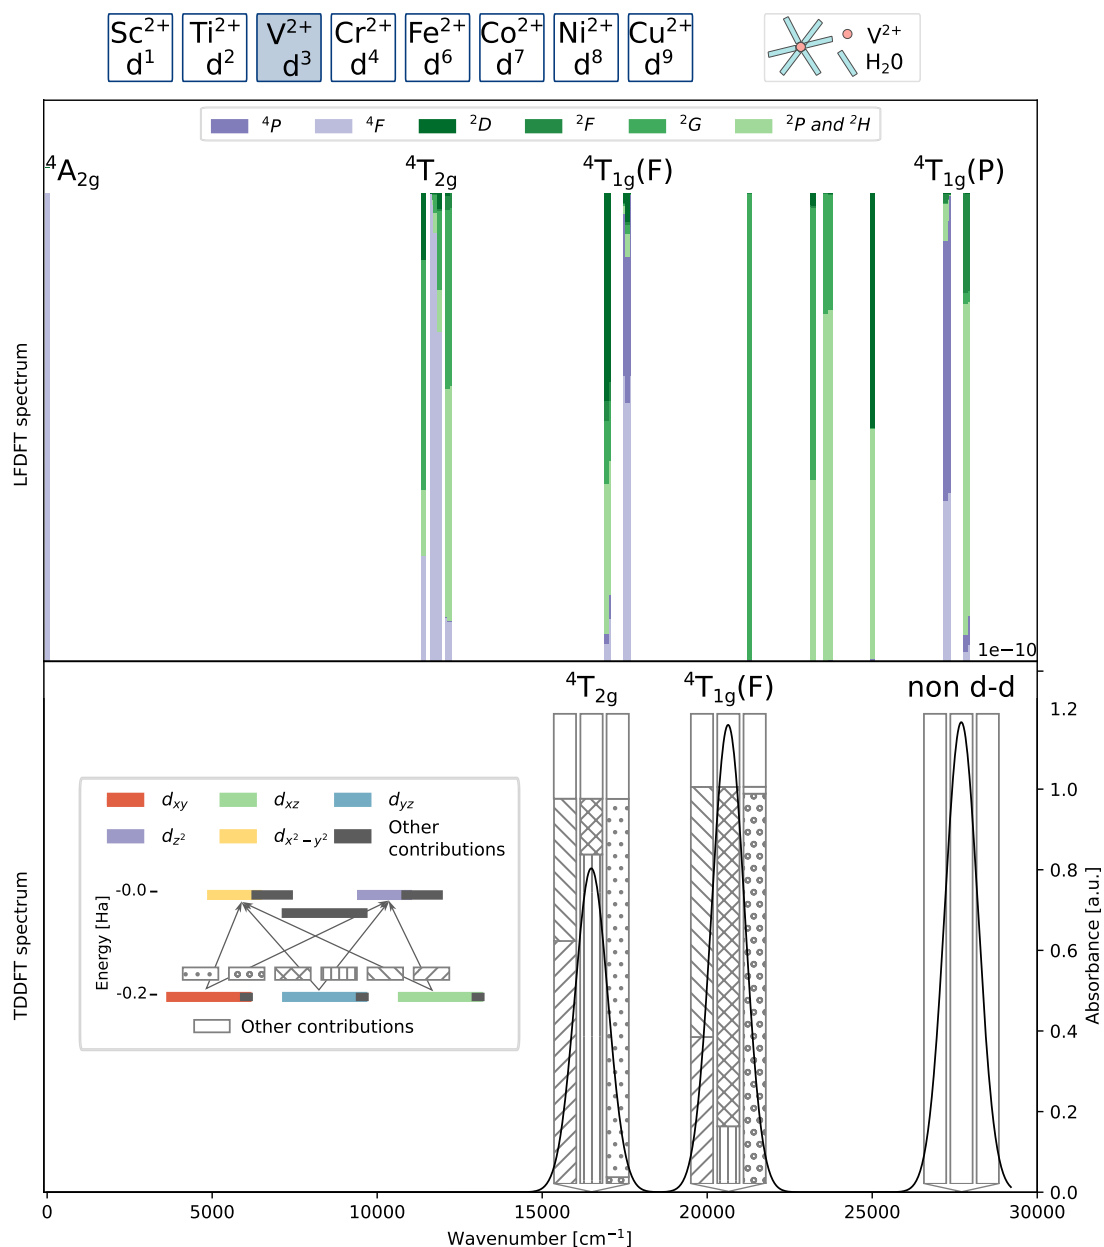 Sc²⁺ Ti²⁺ V²⁺ Cr²⁺ Fe²⁺ Co²⁺ Ni²⁺ Cu²⁺
d¹ d² d³ d⁴ d⁶ d⁷ d⁸ d⁹
V²⁺
H₂0
⁴P ⁴F ²D ²F ²G ²P and ²H
⁴A₂g ⁴T₂g ⁴T₁g(F) ⁴T₁g(P)
LFDFT spectrum
1e−10
⁴T₂g ⁴T₁g(F) non d-d
1.2
1.0
0.8
0.6
0.4
0.2
0.0
Absorbance [a.u.]
TDDFT spectrum
dxy dxz dyz
dz² dx²−y² Other
contributions
Energy [Ha]
-0.0
-0.2
Other contributions
0 5000 10000 15000 20000 25000 30000
Wavenumber [cm⁻¹]